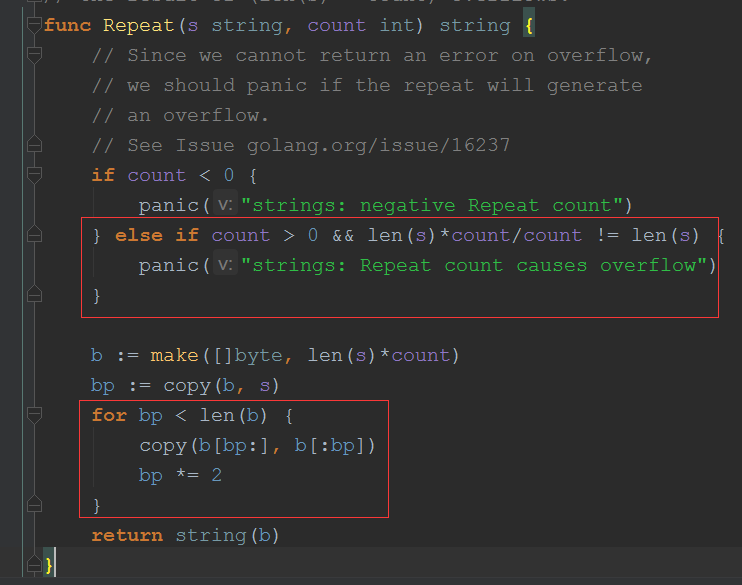 func Repeat(s string, count int) string {
    // Since we cannot return an error on overflow,
    // we should panic if the repeat will generate
    // an overflow.
    // See Issue golang.org/issue/16237
    if count < 0 {
        panic( v: "strings: negative Repeat count")
    } else if count > 0 && len(s)*count/count != len(s) {
        panic( v: "strings: Repeat count causes overflow")
    }

    b := make([]byte, len(s)*count)
    bp := copy(b, s)
    for bp < len(b) {
        copy(b[bp:], b[:bp])
        bp *= 2
    }
    return string(b)
}